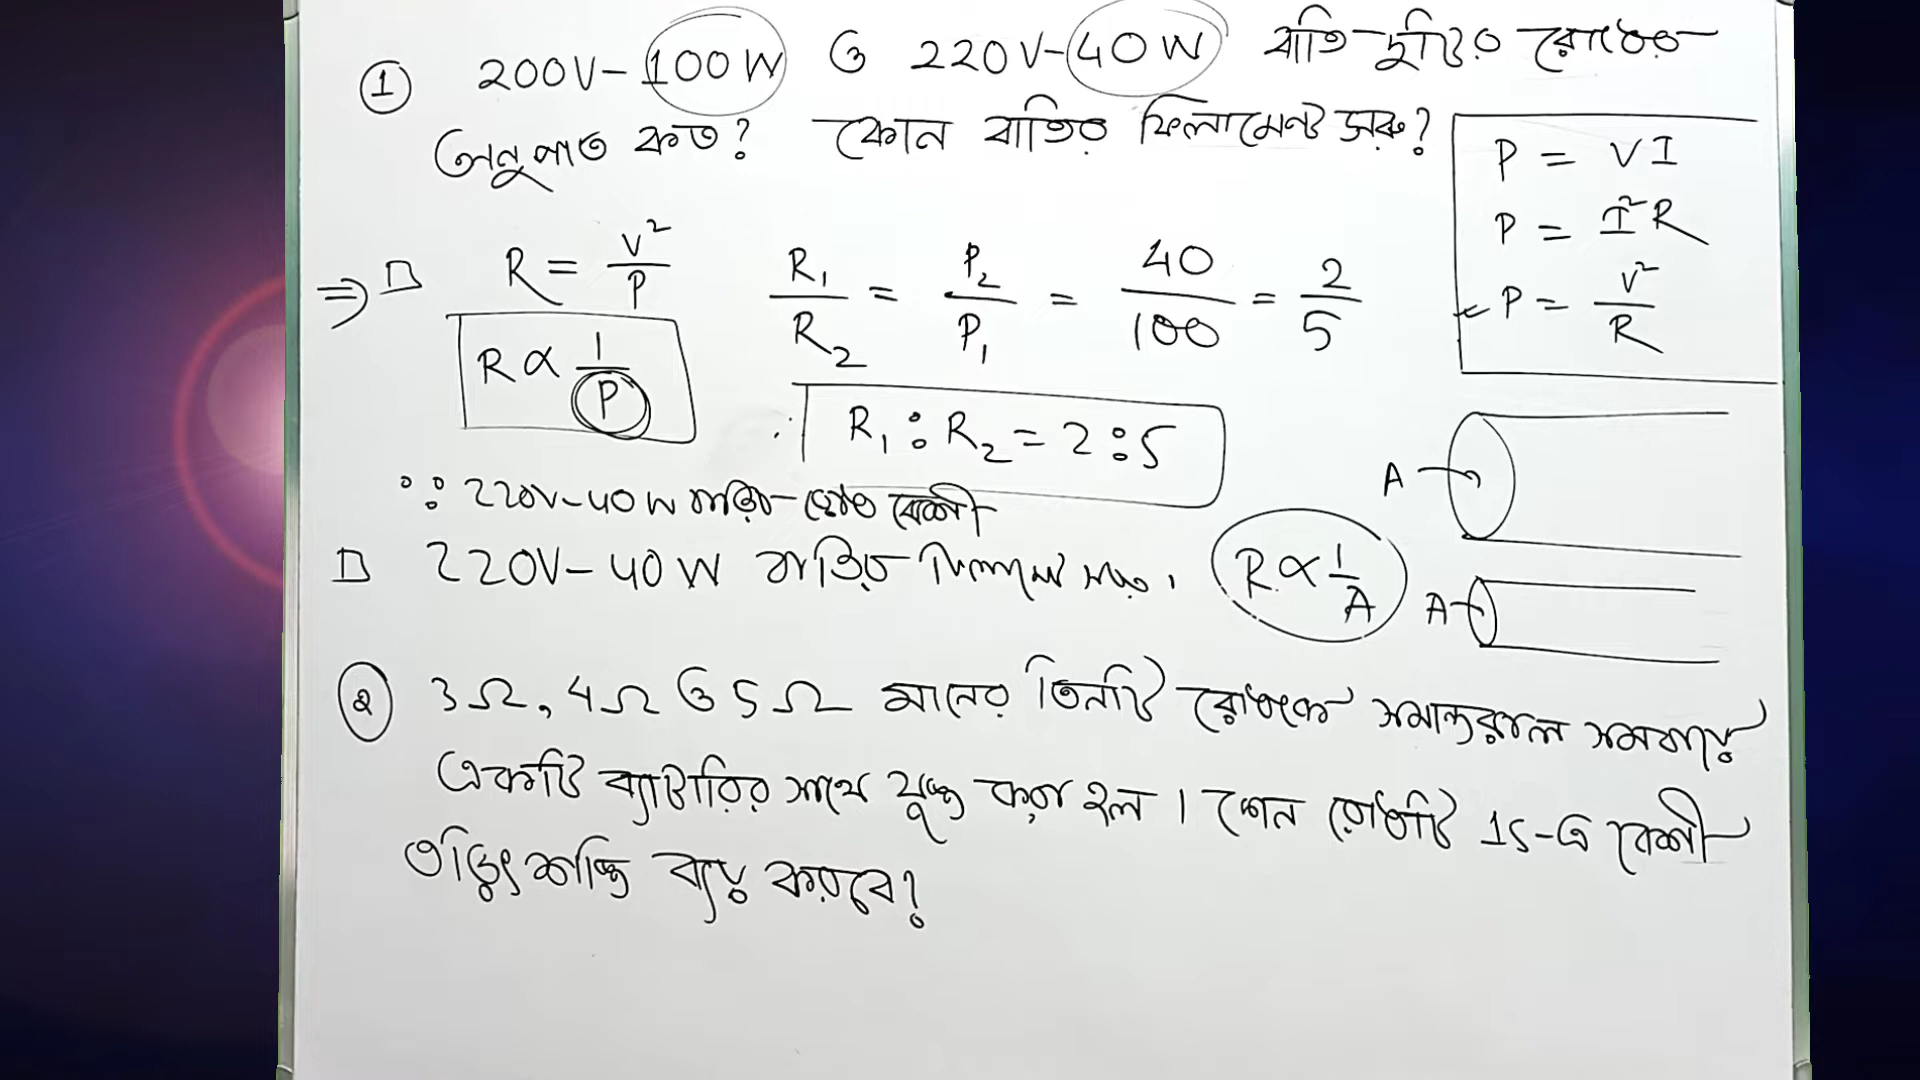 ① 200V-100W ও 220V-40W বাতি দুটির রোধের
অনুপাত কত? কোন বাতির ফিলামেন্ট সরু?
P = VI
P = I²R
P = V²/R
⇒ R = V²/P
R₁/R₂ = P₂/P₁ = 40/100 = 2/5
R ∝ 1/P
∴ R₁ : R₂ = 2 : 5
A
∵ 220V-40W বাতির রোধ বেশী
220V-40W বাতির ফিলামেন্ট সরু।
R ∝ 1/A
A
② 3Ω, 4Ω ও 5Ω মানের তিনটি রোধকে সমান্তরাল সমবায়ে
একটি ব্যাটারির সাথে যুক্ত করা হল। কোন রোধটি 1S-এ বেশী
তড়িৎশক্তি ব্যয় করবে?